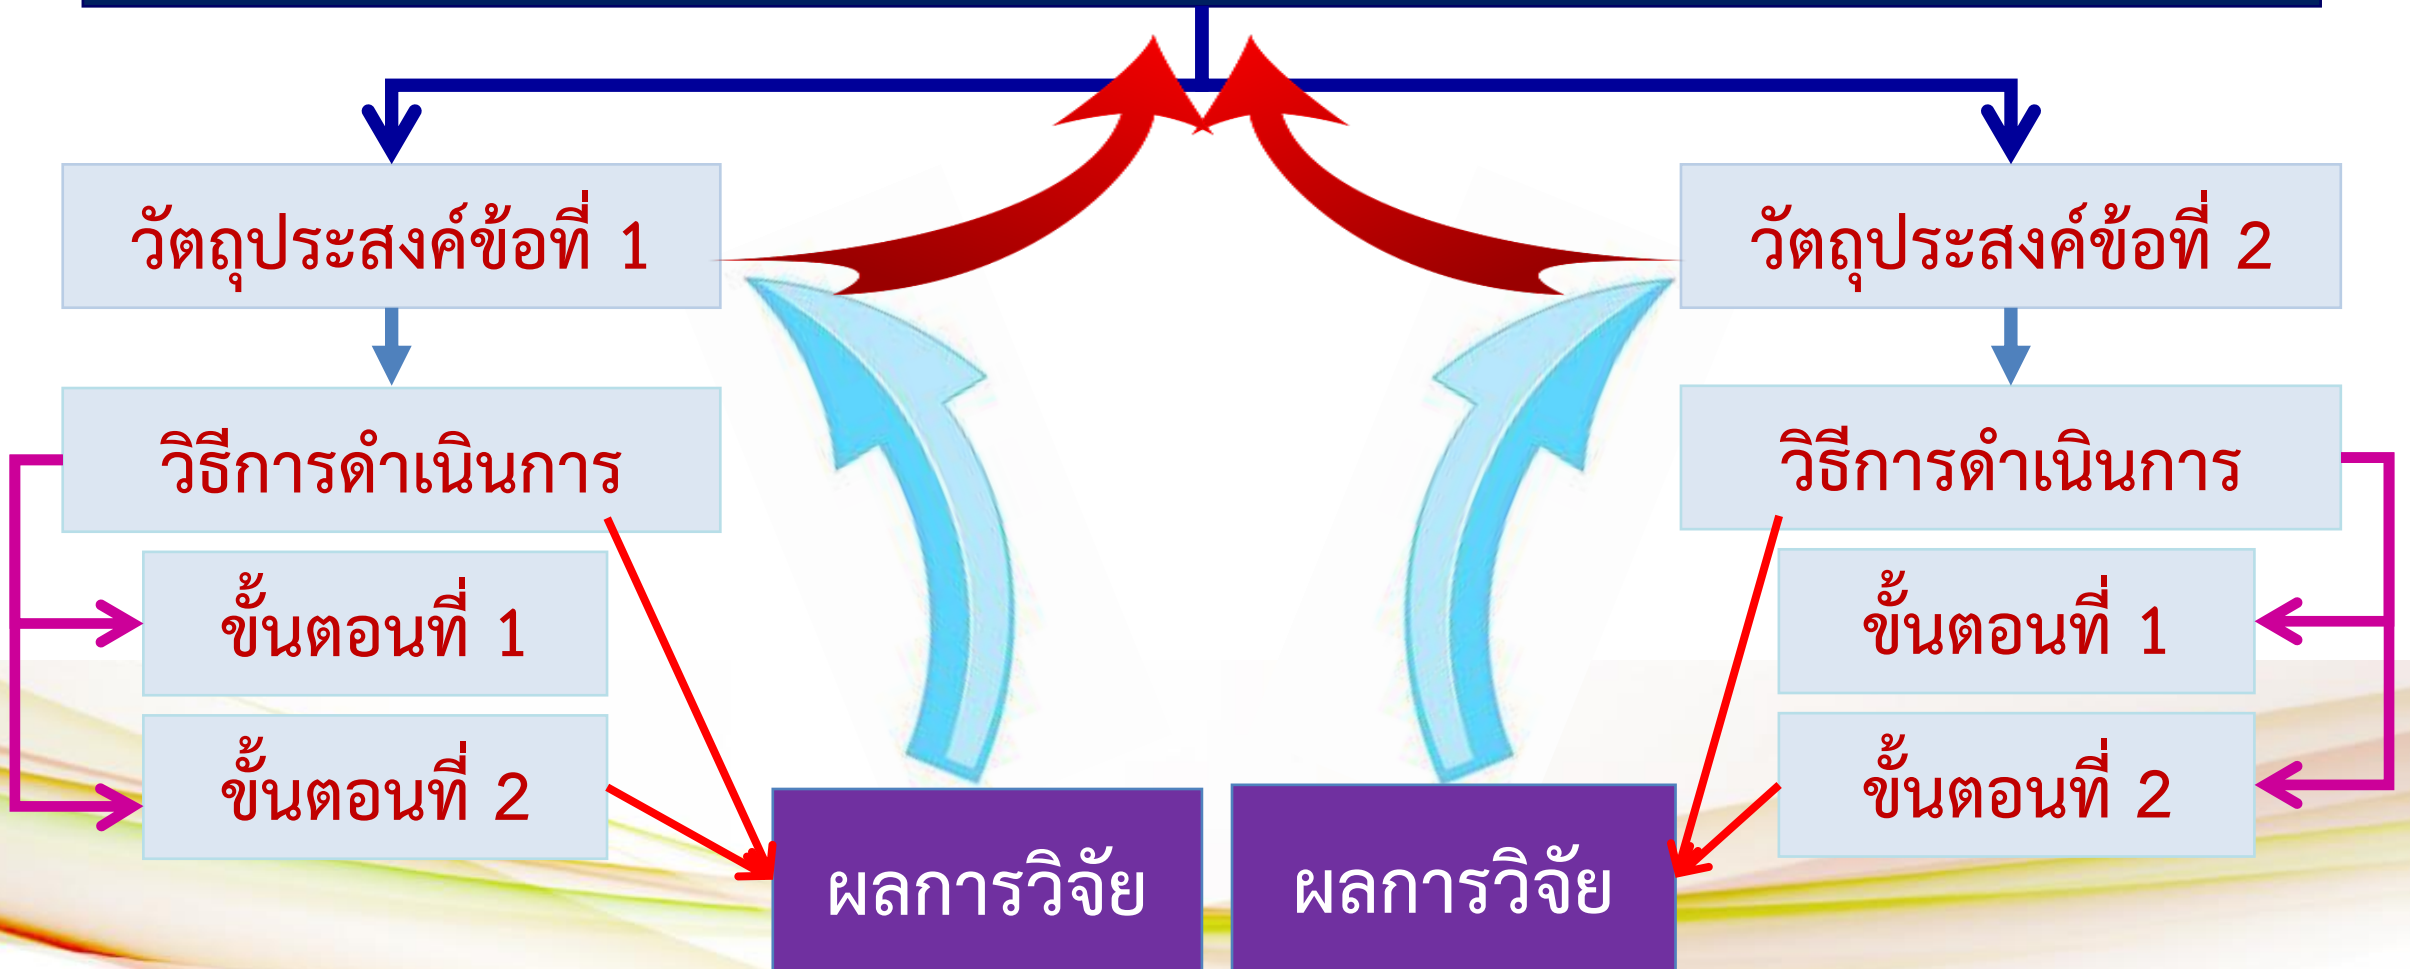 วัตถุประสงค์ข้อที่ 1
วิธีการดำเนินการ
ขั้นตอนที่ 1
ขั้นตอนที่ 2
ผลการวิจัย
วัตถุประสงค์ข้อที่ 2
วิธีการดำเนินการ
ขั้นตอนที่ 1
ขั้นตอนที่ 2
ผลการวิจัย